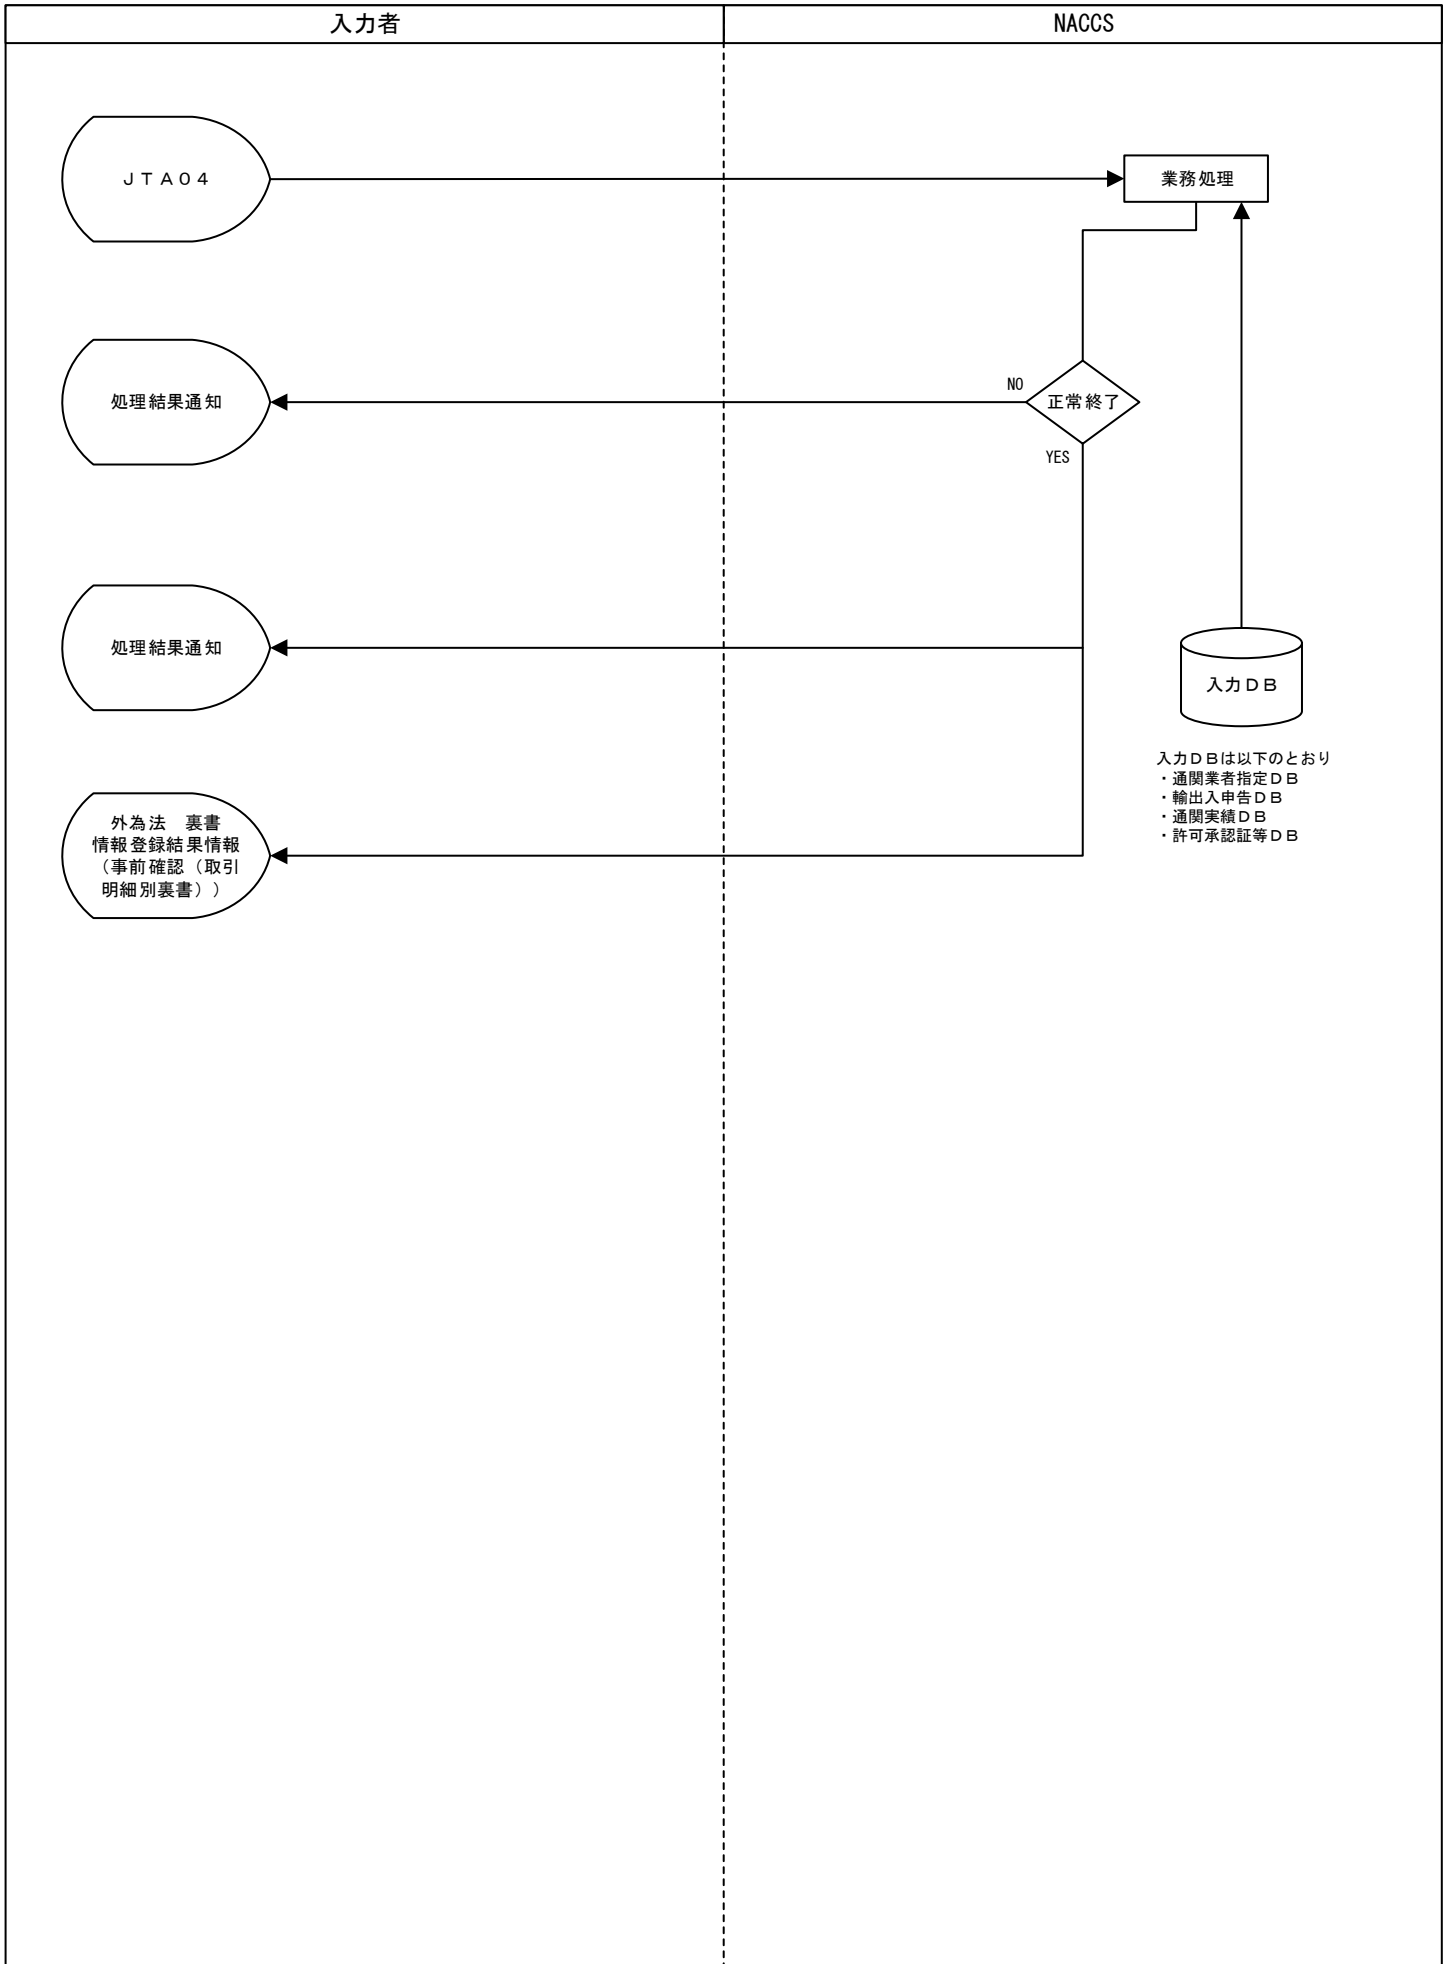 入力者
NACCS
ＪＴＡ０４
業務処理
処理結果通知
NO
正常終了
YES
処理結果通知
入力ＤＢ
入力ＤＢは以下のとおり
・通関業者指定ＤＢ
・輸出入申告ＤＢ
・通関実績ＤＢ
・許可承認証等ＤＢ
外為法　裏書
情報登録結果情報
（事前確認（取引
明細別裏書））